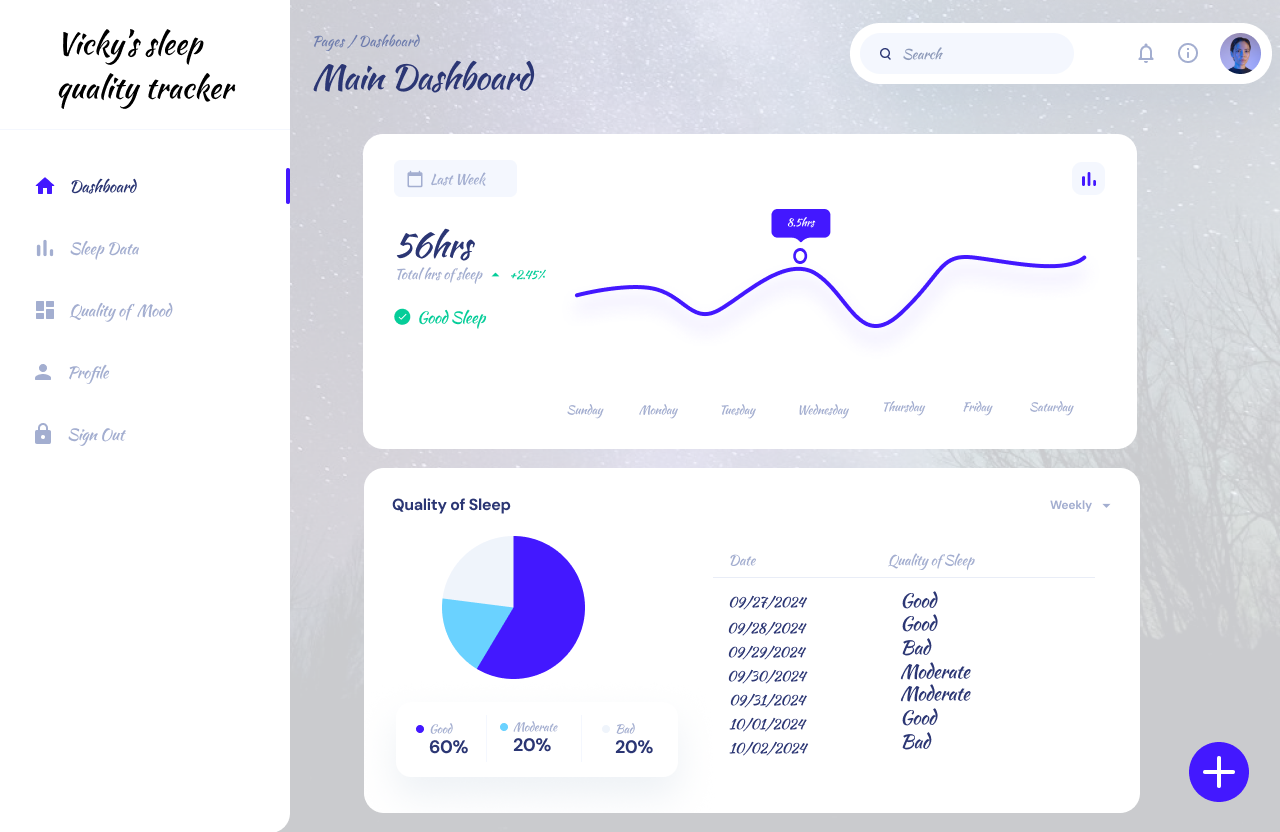 Vicky's sleep
quality tracker
Dashboard
Sleep Data
Quality of Mood
Profile
Sign Out
Pages / Dashboard
Main Dashboard
Search
Last Week
56hrs
Total hrs of sleep +2.45%
Good Sleep
8.5hrs
Sunday Monday Tuesday Wednesday Thursday Friday Saturday
Quality of Sleep
Weekly
Good Moderate Bad
60% 20% 20%
Date Quality of Sleep
09/27/2024 Good
09/28/2024 Good
09/29/2024 Bad
09/30/2024 Moderate
09/31/2024 Moderate
10/01/2024 Good
10/02/2024 Bad